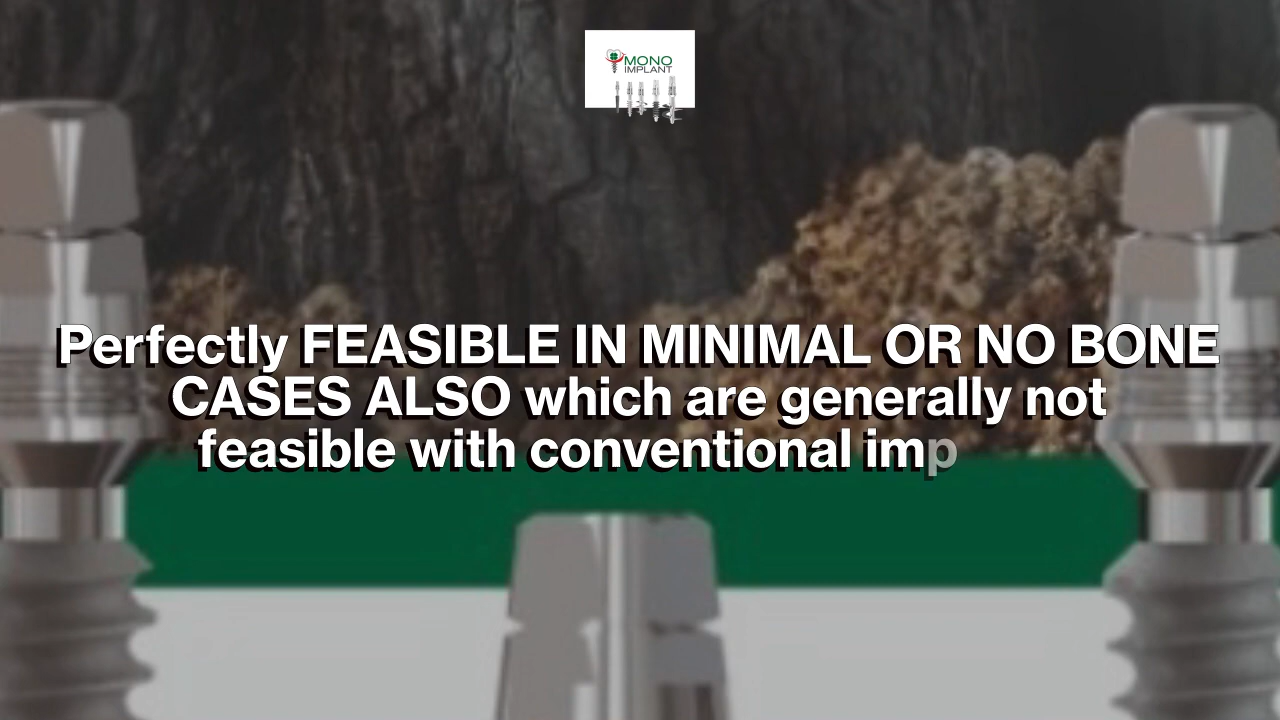 MONO
IMPLANT
Perfectly FEASIBLE IN MINIMAL OR NO BONE
CASES ALSO which are generally not
feasible with conventional imp